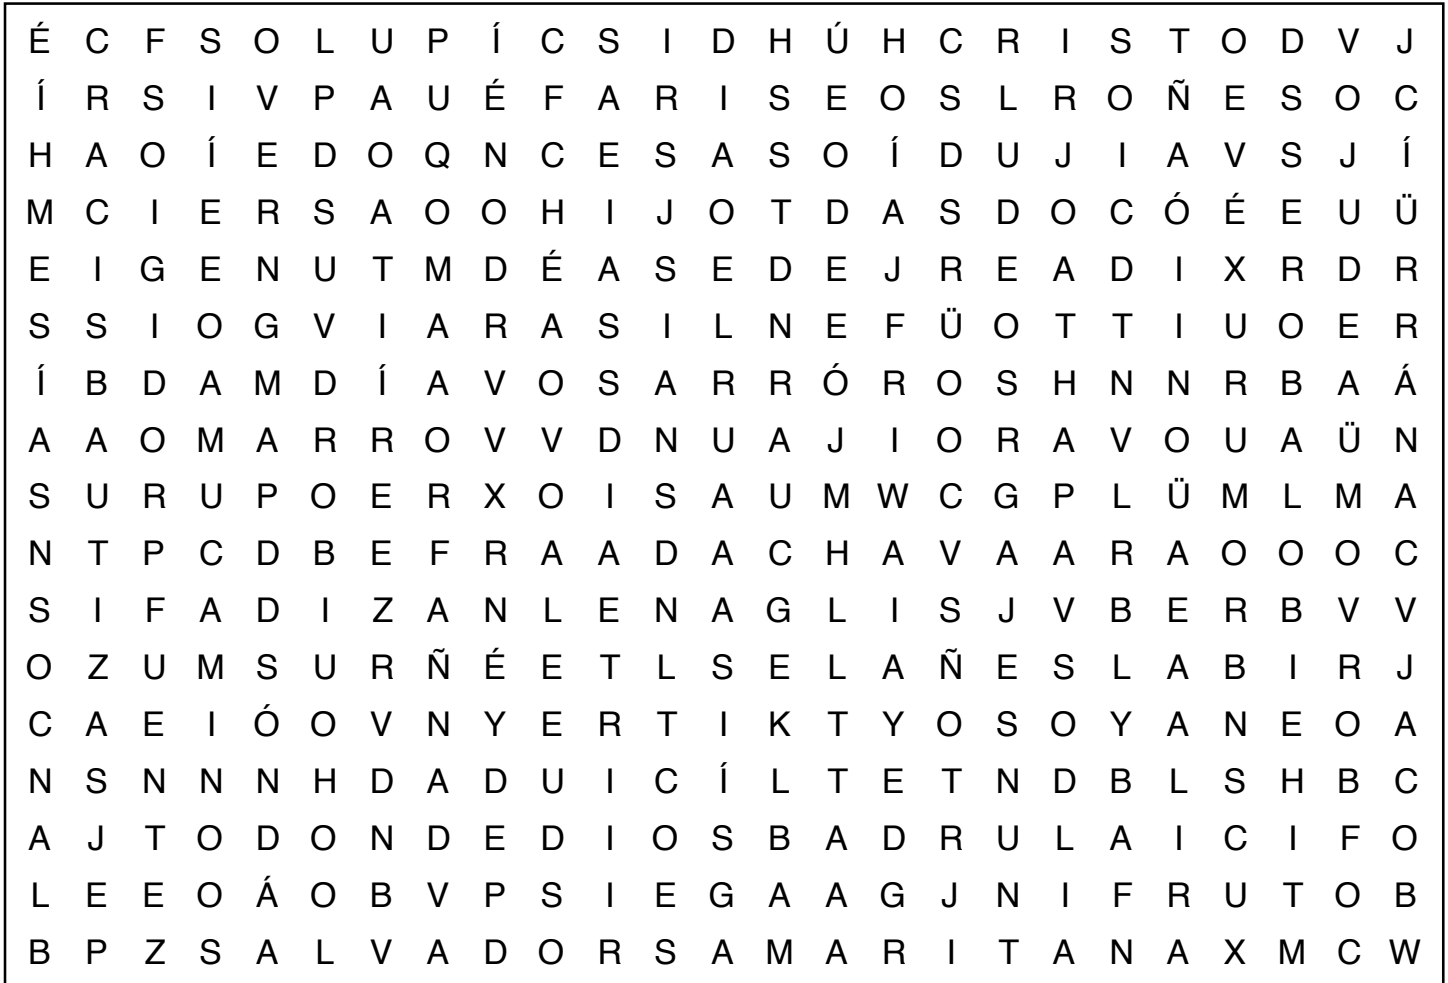 É C F S O L U P Í C S I D H Ú H C R I S T O D V J
Í R S I V P A U É F A R I S E O S L R O Ñ E S O C
H A O Í E D O Q N C E S A S O Í D U J I A V S J Í
M C I E R S A O O H I J O T D A S D O C Ó É E U Ü
E I G E N U T M D É A S E D E J R E A D I X R D R
S S I O G V I A R A S I L N E F Ü O T T I U O E R
Í B D A M D Í A V O S A R R Ó R O S H N N R B A Á
A A O M A R R O V V D N U A J I O R A V O U A Ü N
S U R U P O E R X O I S A U M W C G P L Ü M L M A
N T P C D B E F R A A D A C H A V A A R A O O O C
S I F A D I Z A N L E N A G L I S J V B E R B V V
O Z U M S U R Ñ É E T L S E L A Ñ E S L A B I R J
C A E I Ó O V N Y E R T I K T Y O S O Y A N E O A
N S N N N H D A D U I C Í L T E T N D B L S H B C
A J T O D O N D E D I O S B A D R U L A I C I F O
L E E O Á O B V P S I E G A A G J N I F R U T O B
B P Z S A L V A D O R S A M A R I T A N A X M C W